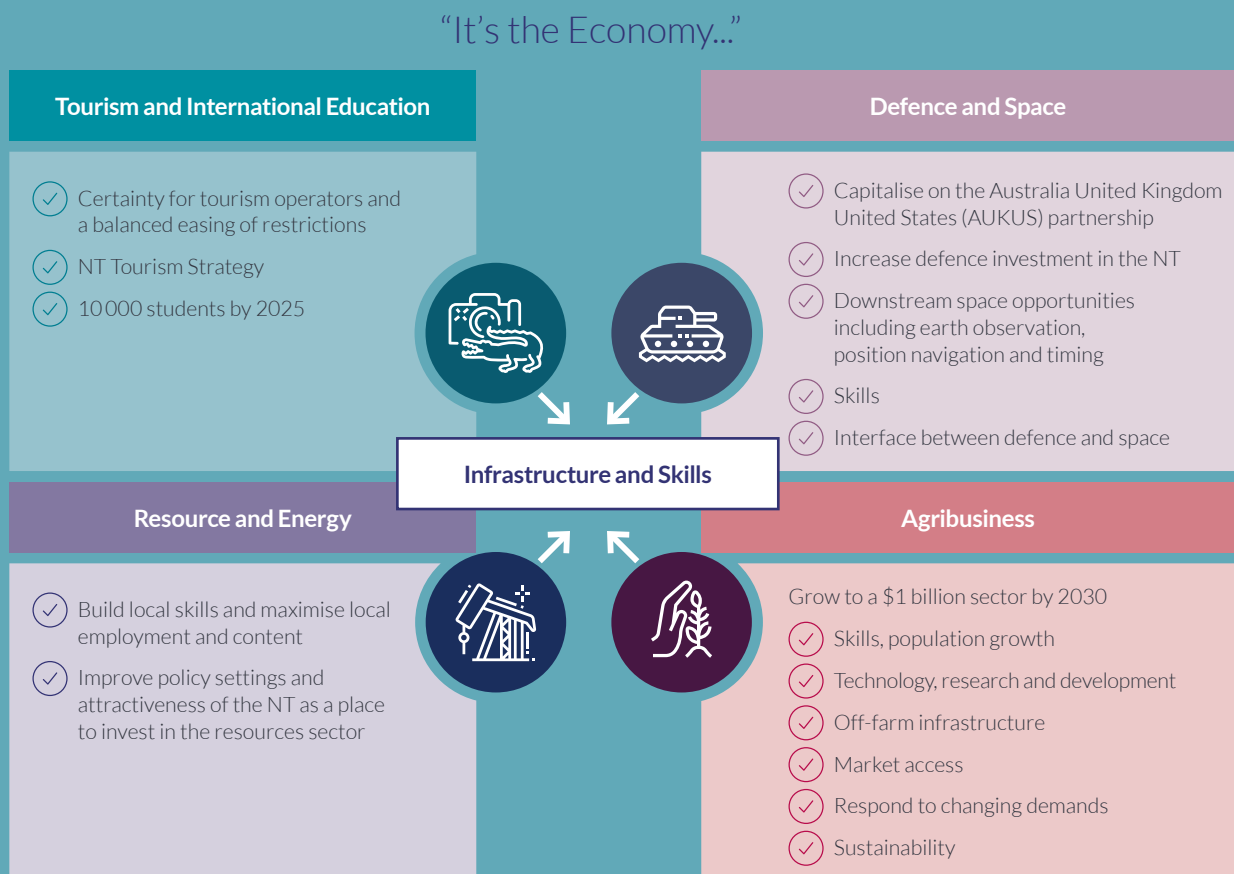 “It’s the Economy...”
Tourism and International Education
Certainty for tourism operators and
a balanced easing of restrictions
NT Tourism Strategy
10 000 students by 2025
Defence and Space
Capitalise on the Australia United Kingdom
United States (AUKUS) partnership
Increase defence investment in the NT
Downstream space opportunities
including earth observation,
position navigation and timing
Skills
Interface between defence and space
Infrastructure and Skills
Resource and Energy
Build local skills and maximise local
employment and content
Improve policy settings and
attractiveness of the NT as a place
to invest in the resources sector
Agribusiness
Grow to a $1 billion sector by 2030
Skills, population growth
Technology, research and development
Off-farm infrastructure
Market access
Respond to changing demands
Sustainability